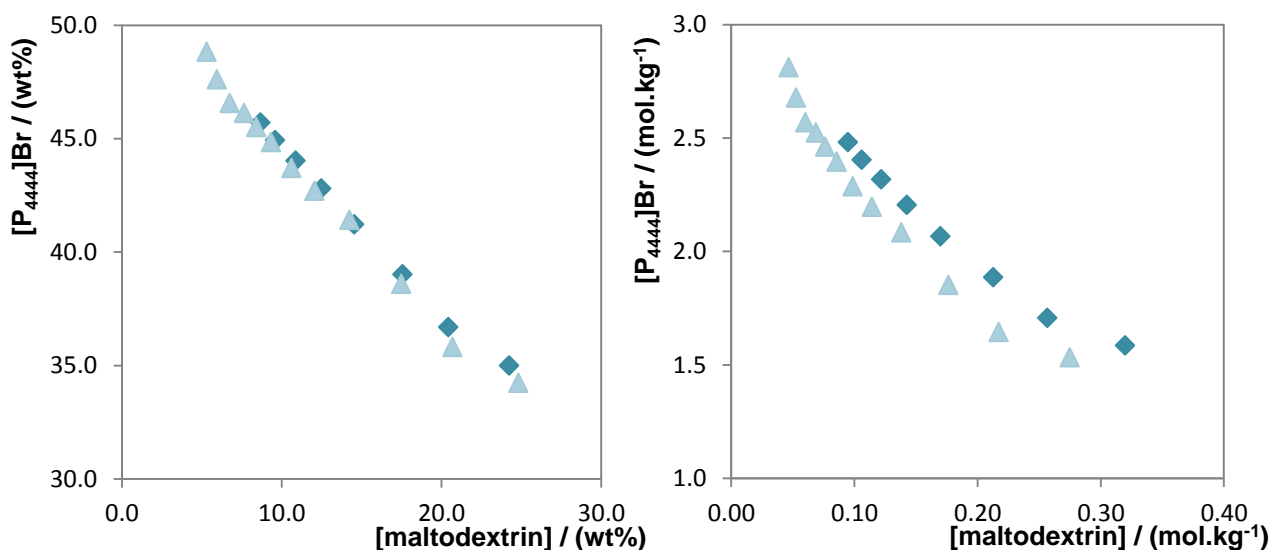 [P₄₄₄₄]Br / (wt%)
50.0
45.0
40.0
35.0
30.0
0.0 10.0 20.0 30.0
[maltodextrin] / (wt%)
[P₄₄₄₄]Br / (mol.kg⁻¹)
3.0
2.5
2.0
1.5
1.0
0.00 0.10 0.20 0.30 0.40
[maltodextrin] / (mol.kg⁻¹)